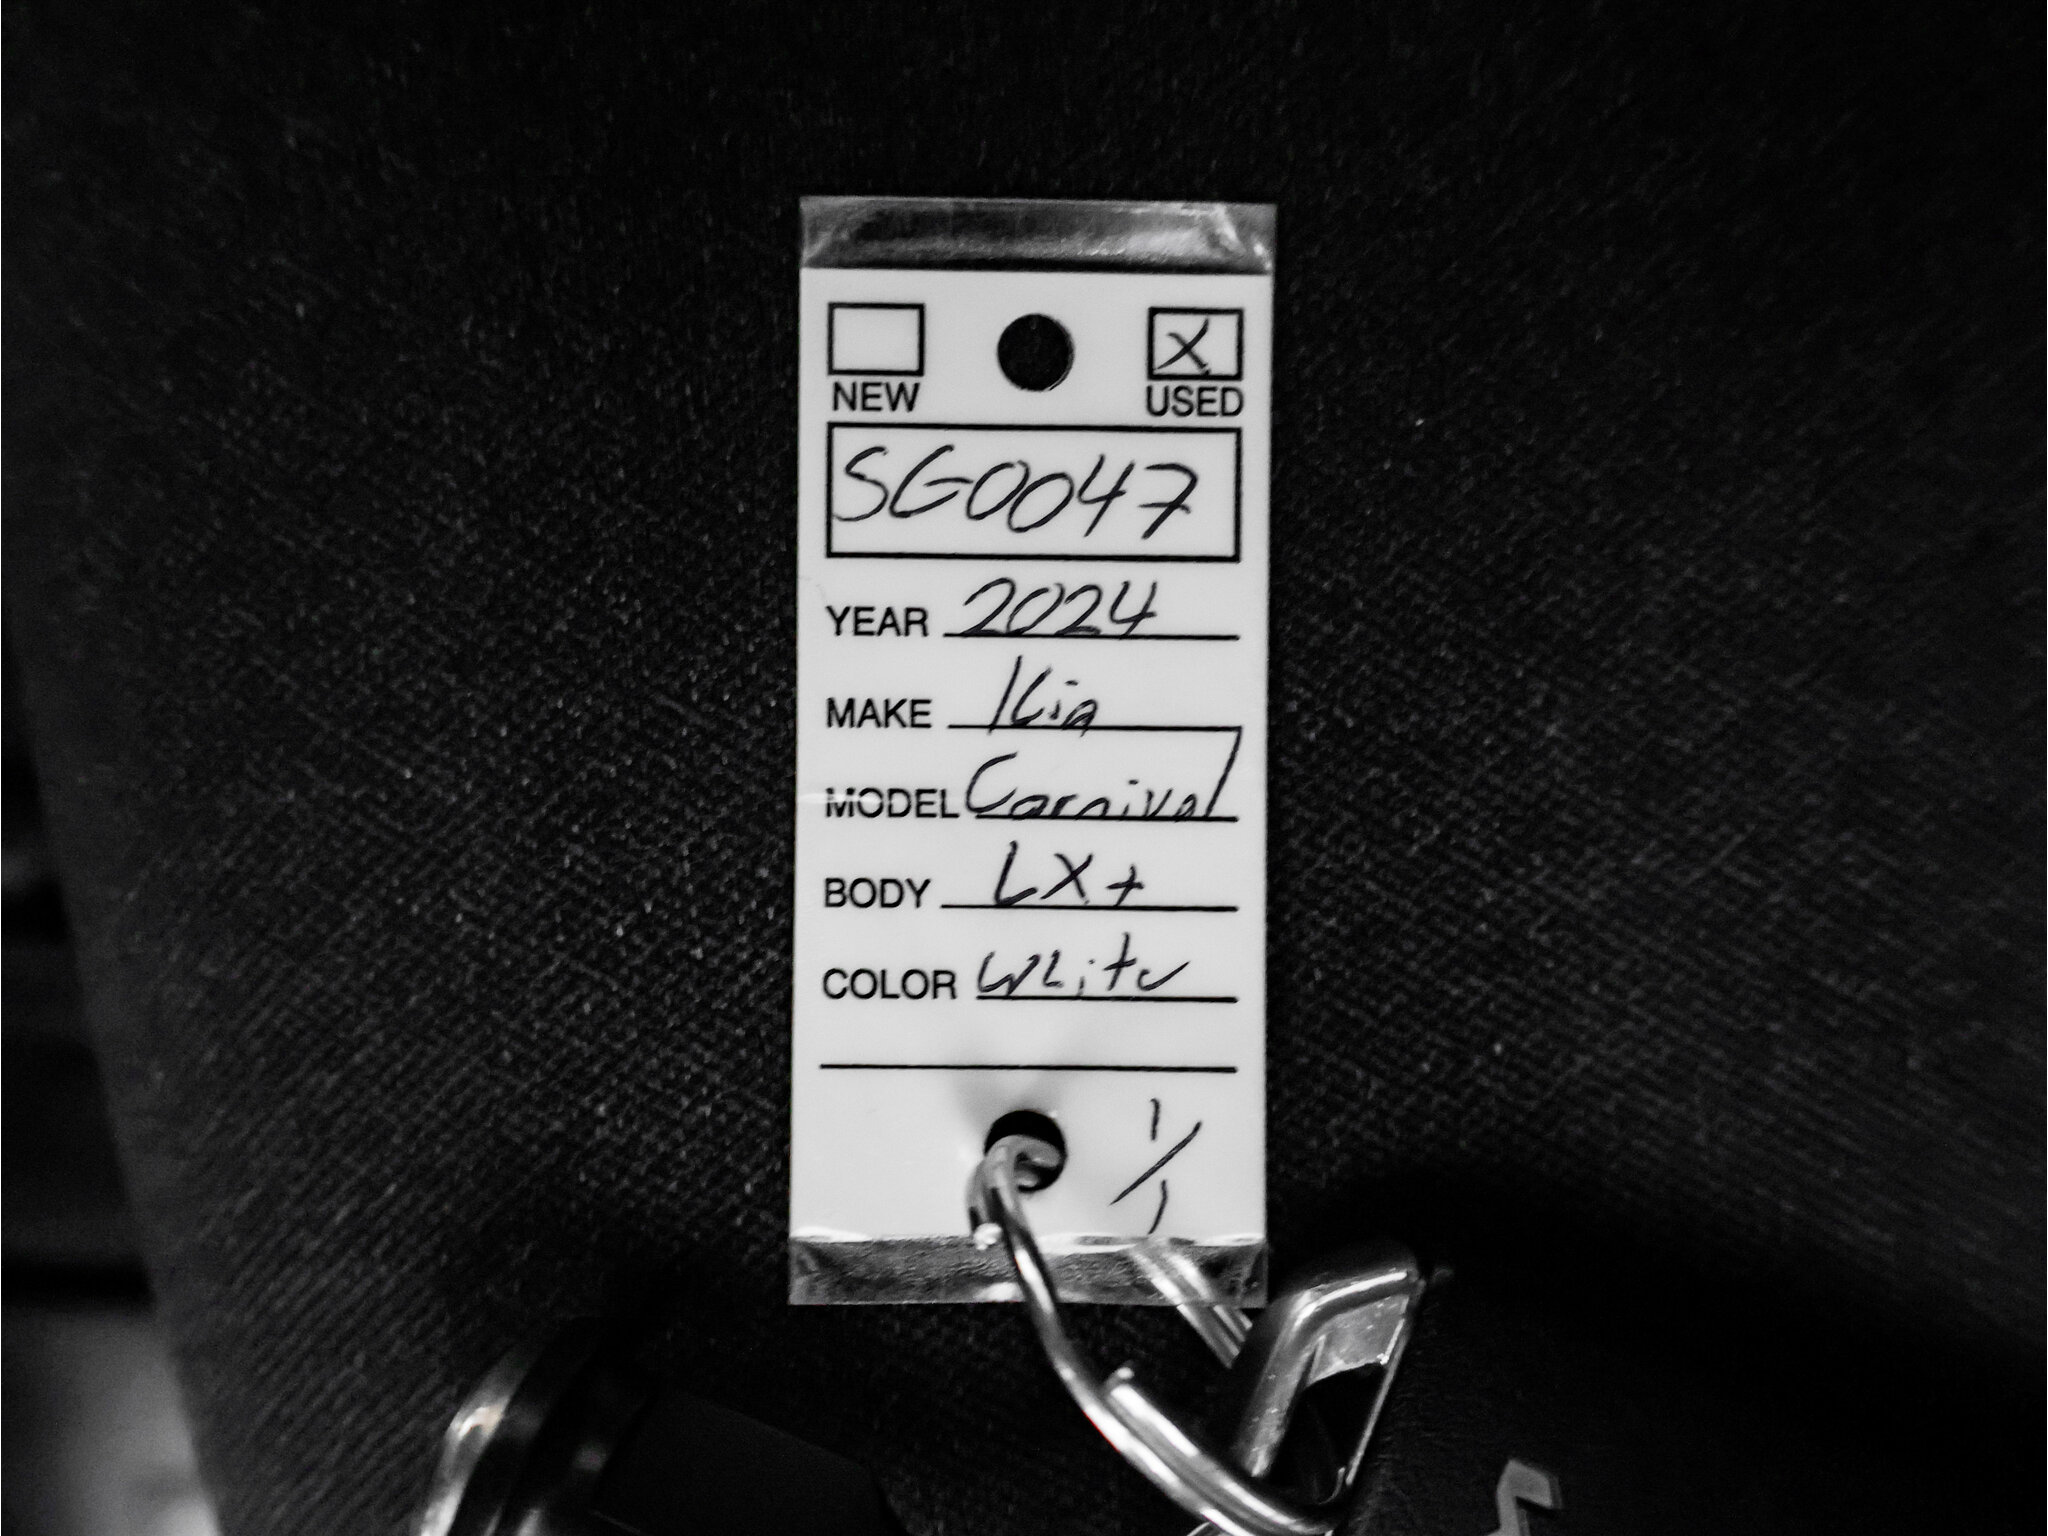 X
NEW USED
SG0047
YEAR 2024
MAKE Kia
MODEL Carnival
BODY LX+
COLOR White
1/1